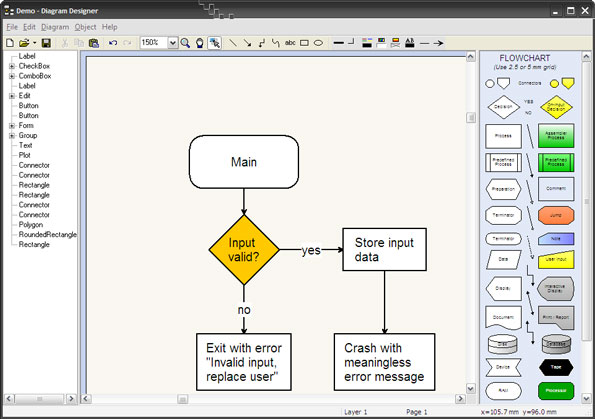 Demo - Diagram Designer
File Edit Diagram Object Help
150%
abc
AB
Label
CheckBox
ComboBox
Label
Edit
Button
Button
Form
Group
Text
Plot
Connector
Connector
Rectangle
Rectangle
Connector
Connector
Polygon
RoundedRectangle
Rectangle
Main
Input
valid?
yes
no
Store input
data
Exit with error
"Invalid input,
replace user"
Crash with
meaningless
error message
FLOWCHART
(Use 2.5 or 5 mm grid)
Connectors
Decision
YES
NO
Process
Assembler
Process
Predefined
Process
Predefined
Process
Preparation
Comment
Terminator
Jump
Terminator
Note
Data
User input
Display
Interactive
Display
Document
Print - Report
Disk
Database
Device
Tape
Processor
Layer 1
Page 1
x=105.7 mm y=96.0 mm